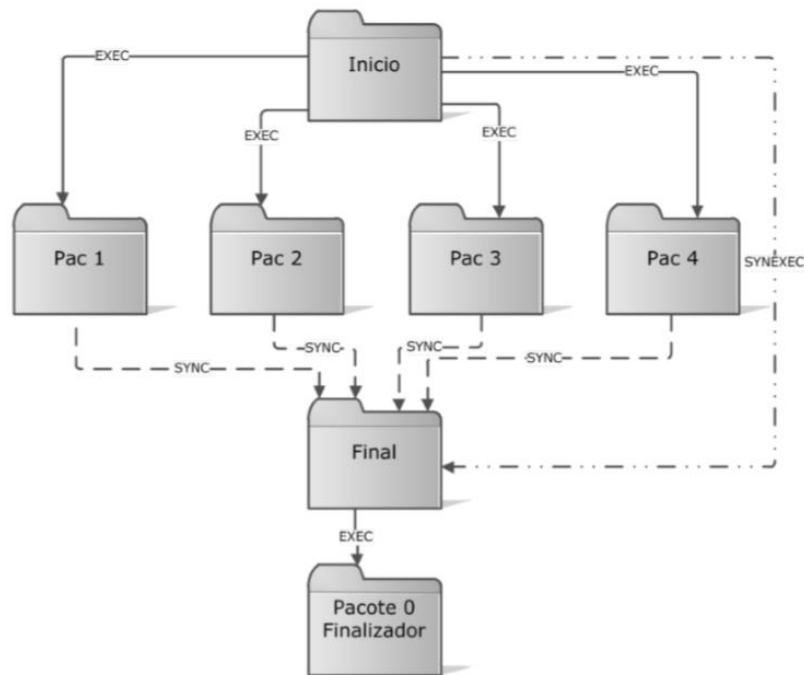 Inicio
EXEC
EXEC
EXEC
EXEC
Pac 1
Pac 2
Pac 3
Pac 4
SYNEXEC
SYNC
SYNC
SYNC
SYNC
Final
EXEC
Pacote 0
Finalizador